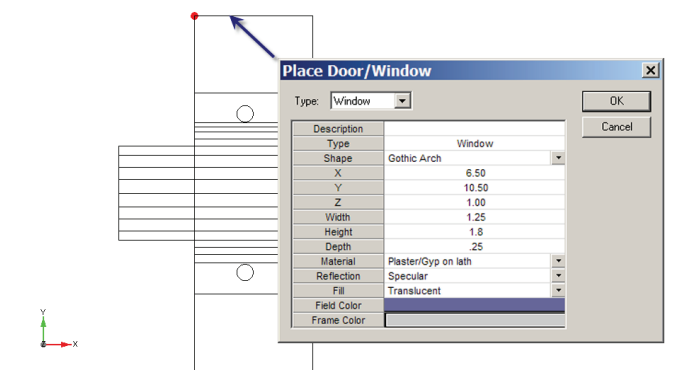 Place Door/Window
Type: Window
OK
Cancel
Description
Type Window
Shape Gothic Arch
X 6.50
Y 10.50
Z 1.00
Width 1.25
Height 1.8
Depth .25
Material Plaster/Gyp on lath
Reflection Specular
Fill Translucent
Field Color
Frame Color
Y
X